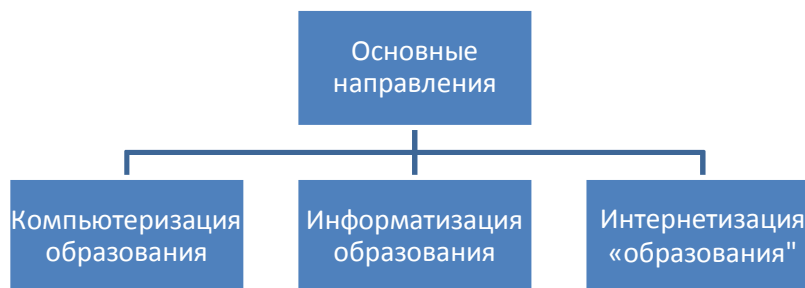 Основные
направления
Компьютеризация
образования
Информатизация
образования
Интернетизация
«образования"